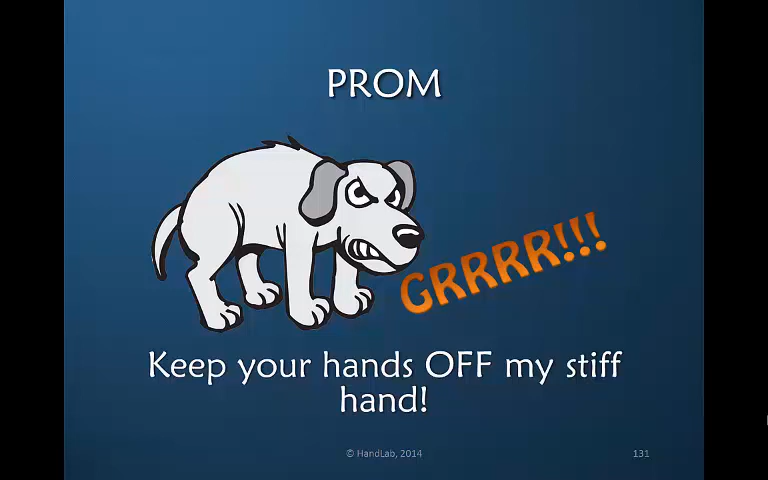 PROM
GRRRR!!!
Keep your hands OFF my stiff
hand!
© HandLab, 2014
131